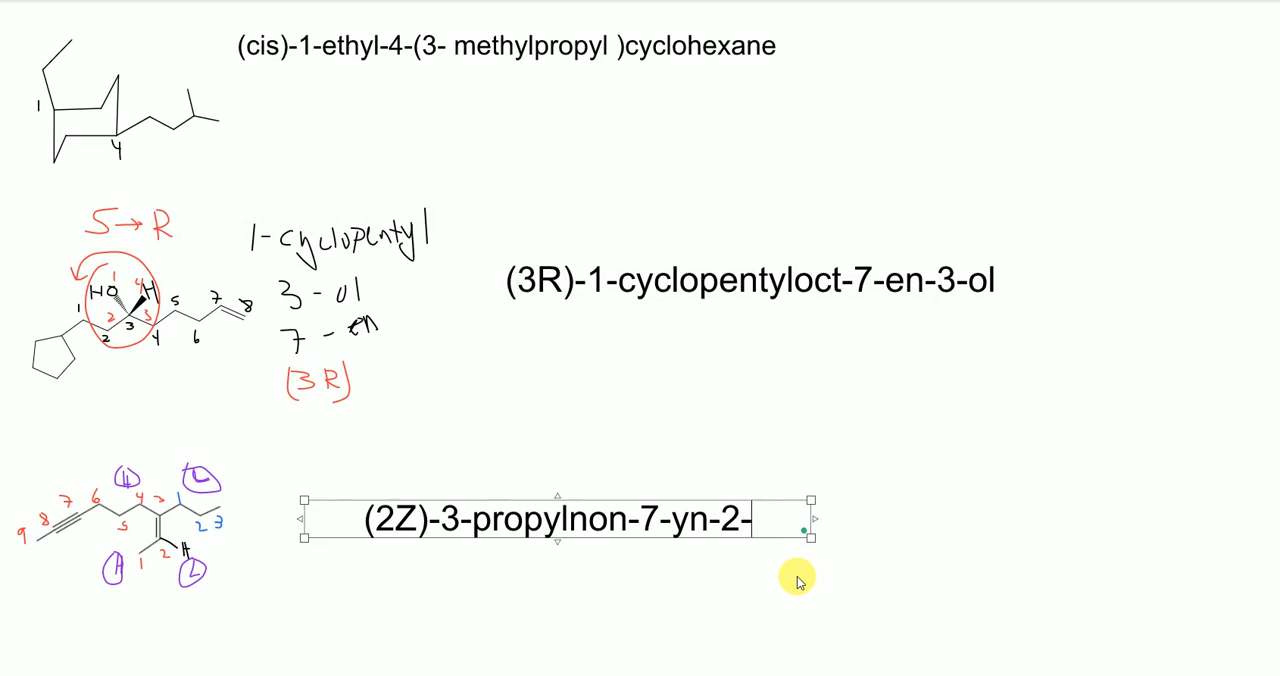 (cis)-1-ethyl-4-(3- methylpropyl )cyclohexane
1
4
S → R
1-cyclopentyl
1
4
HO H
1 2 3 5 7 8
2 3 4 6
3 - ol
7 - en
(3R)
(3R)-1-cyclopentyloct-7-en-3-ol
H L
9 8 7 6 4 3 1
5 2 3
H 1 2 H L
(2Z)-3-propylnon-7-yn-2-